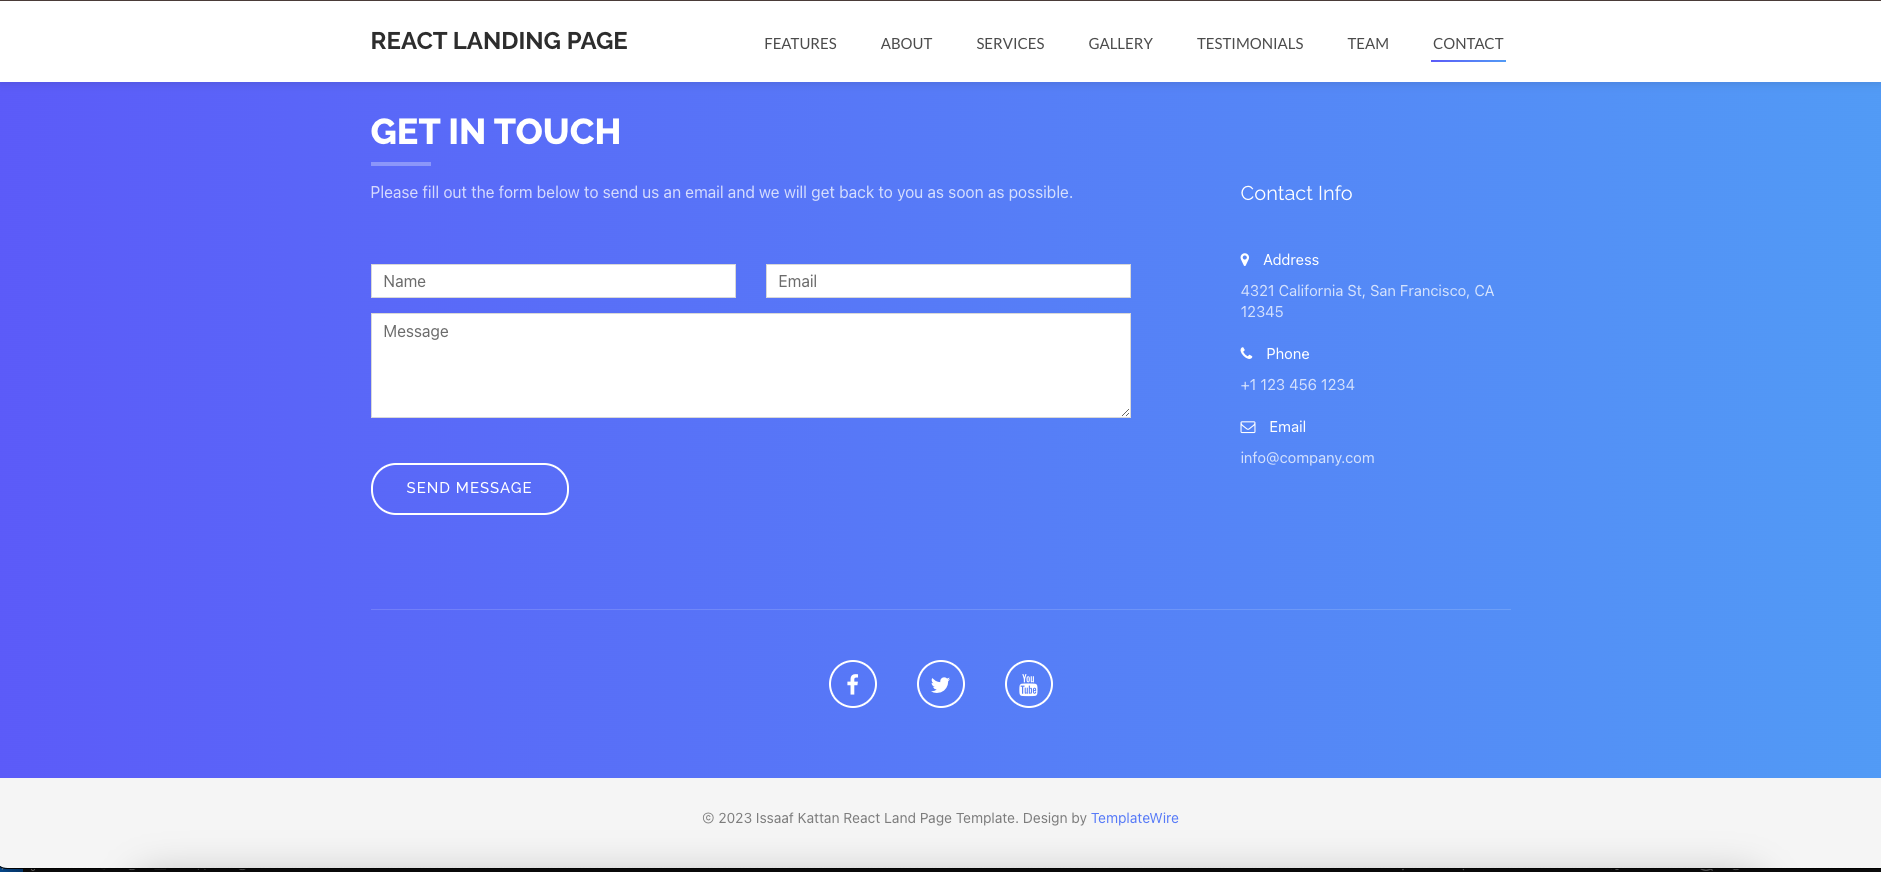 REACT LANDING PAGE
FEATURES ABOUT SERVICES GALLERY TESTIMONIALS TEAM CONTACT
GET IN TOUCH
Please fill out the form below to send us an email and we will get back to you as soon as possible.
Name Email
Message
SEND MESSAGE
Contact Info
Address
4321 California St, San Francisco, CA
12345
Phone
+1 123 456 1234
Email
info@company.com
You
Tube
© 2023 Issaaf Kattan React Land Page Template. Design by TemplateWire